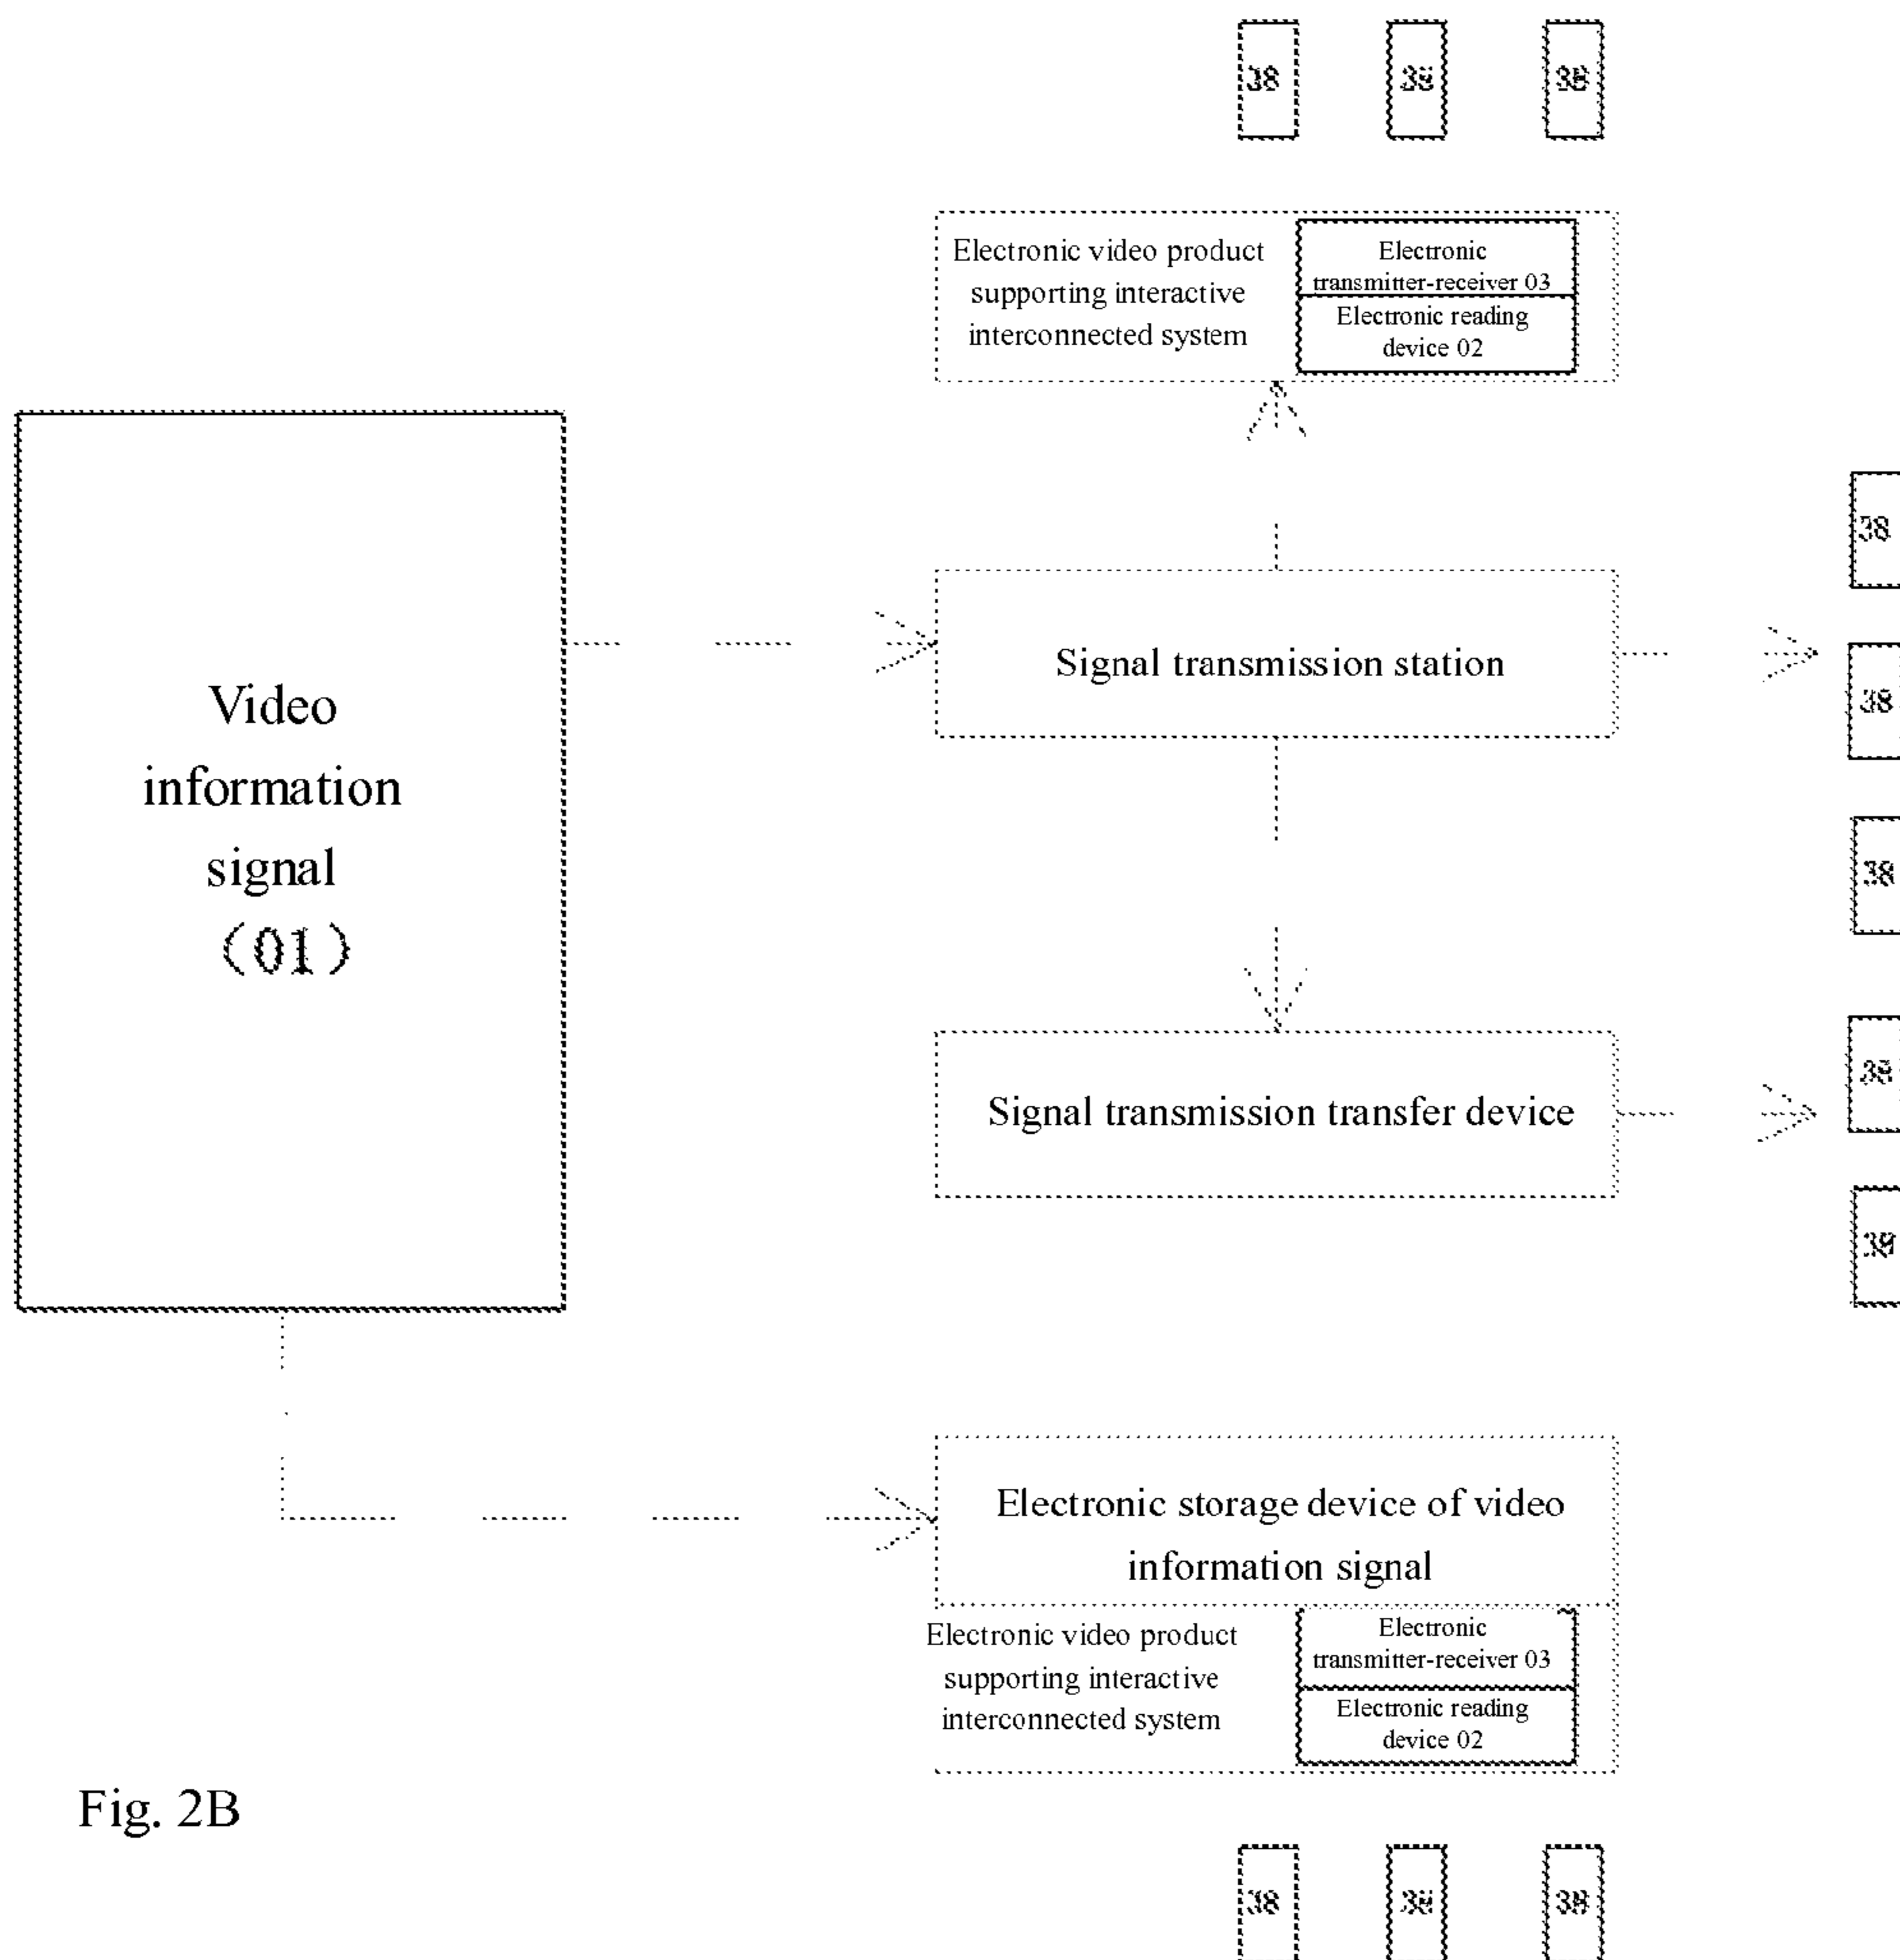 38
38
38
Electronic video product
supporting interactive
interconnected system
Electronic
transmitter-receiver 03
Electronic reading
device 02
38
Signal transmission station
38
Video
information
signal
(01)
38
38
Signal transmission transfer device
38
Electronic storage device of video
information signal
Electronic video product
supporting interactive
interconnected system
Electronic
transmitter-receiver 03
Electronic reading
device 02
Fig. 2B
38
38
38